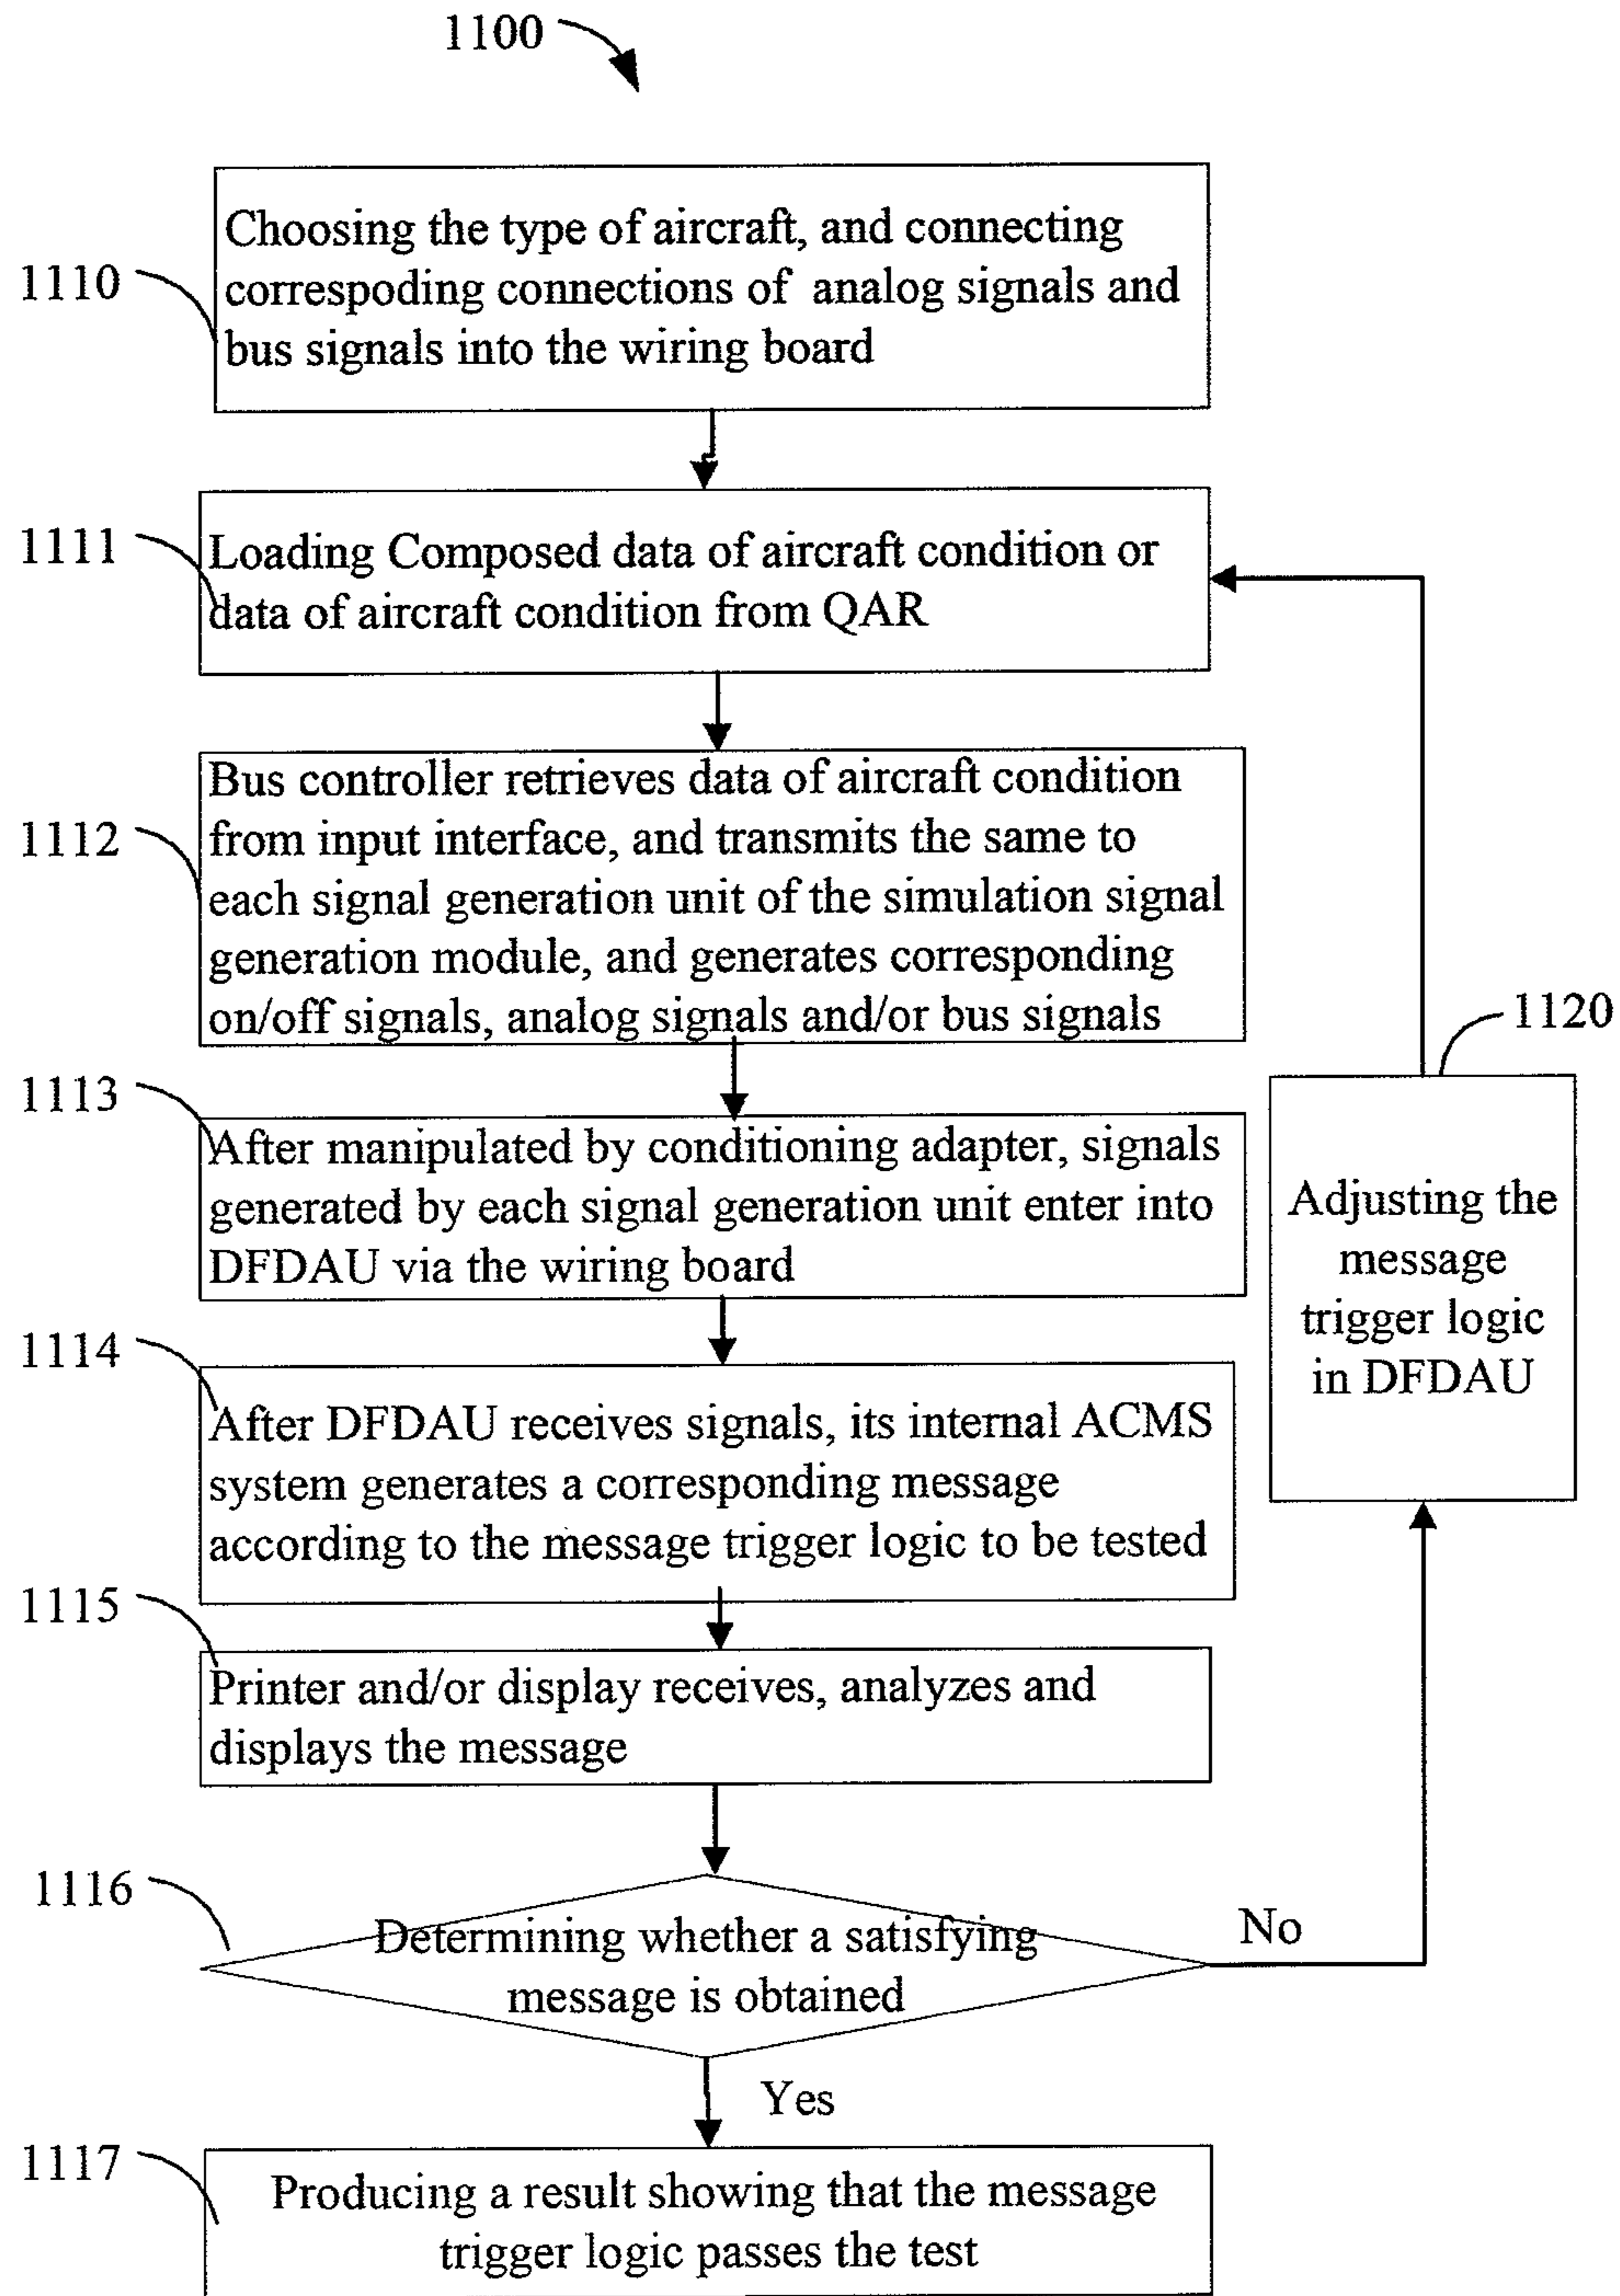 1100
1110
Choosing the type of aircraft, and connecting
correspoding connections of analog signals and
bus signals into the wiring board
1111
Loading Composed data of aircraft condition or
data of aircraft condition from QAR
1112
Bus controller retrieves data of aircraft condition
from input interface, and transmits the same to
each signal generation unit of the simulation signal
generation module, and generates corresponding
on/off signals, analog signals and/or bus signals
1120
Adjusting the
message
trigger logic
in DFDAU
1113
After manipulated by conditioning adapter, signals
generated by each signal generation unit enter into
DFDAU via the wiring board
1114
After DFDAU receives signals, its internal ACMS
system generates a corresponding message
according to the message trigger logic to be tested
1115
Printer and/or display receives, analyzes and
displays the message
1116
Determining whether a satisfying
message is obtained
No
Yes
1117
Producing a result showing that the message
trigger logic passes the test